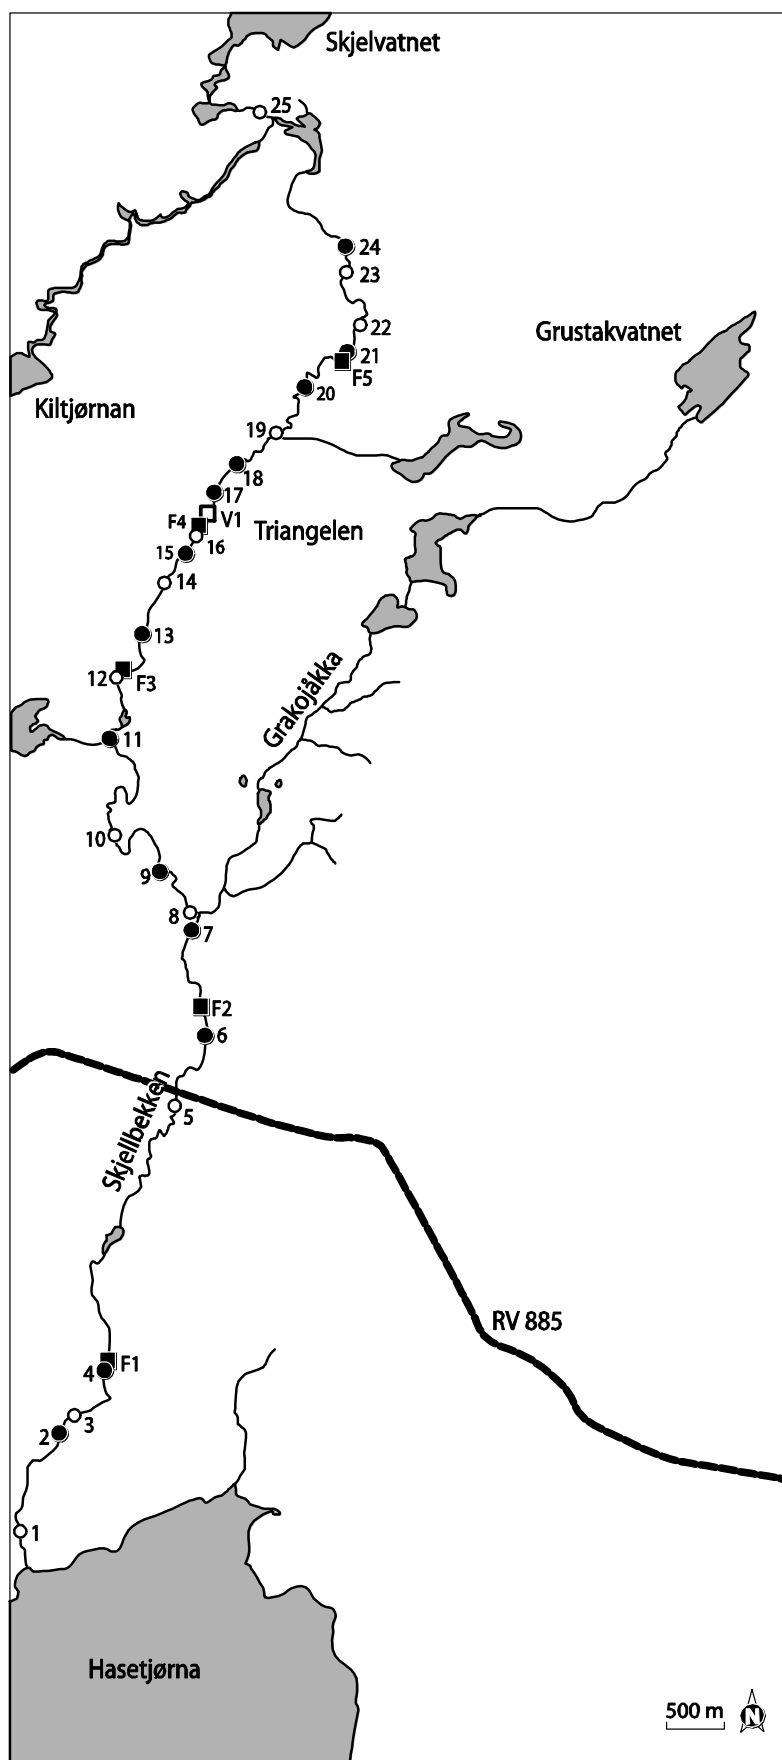 Skjelvatnet
25
24
23
22
Grustakvatnet
21
F5
20
Kiltjørnan
19
18
17
F4
V1
16
Triangelen
15
14
13
12
F3
Grakojåkka
11
10
9
8
7
F2
6
Skjellbekken
5
RV 885
F1
4
3
2
1
Hasetjørna
500 m
N